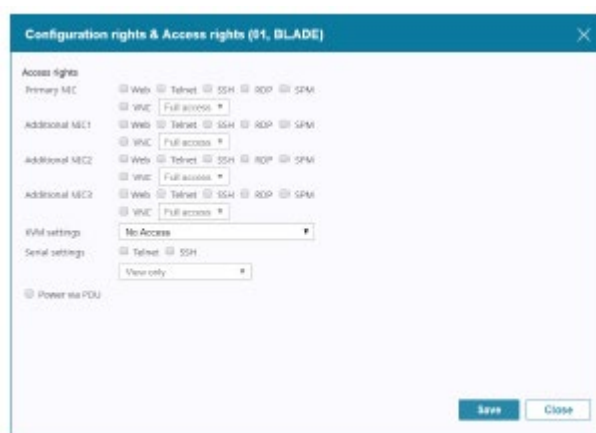 Configuration rights & Access rights (01, BLADE)
Access rights
Primary NIC Web Telnet SSH RDP SPM
VNC Full access
Additional NIC1 Web Telnet SSH RDP SPM
VNC Full access
Additional NIC2 Web Telnet SSH RDP SPM
VNC Full access
Additional NIC3 Web Telnet SSH RDP SPM
VNC Full access
KVM settings No Access
Serial settings Telnet SSH
View only
Power via PDU
Save Close